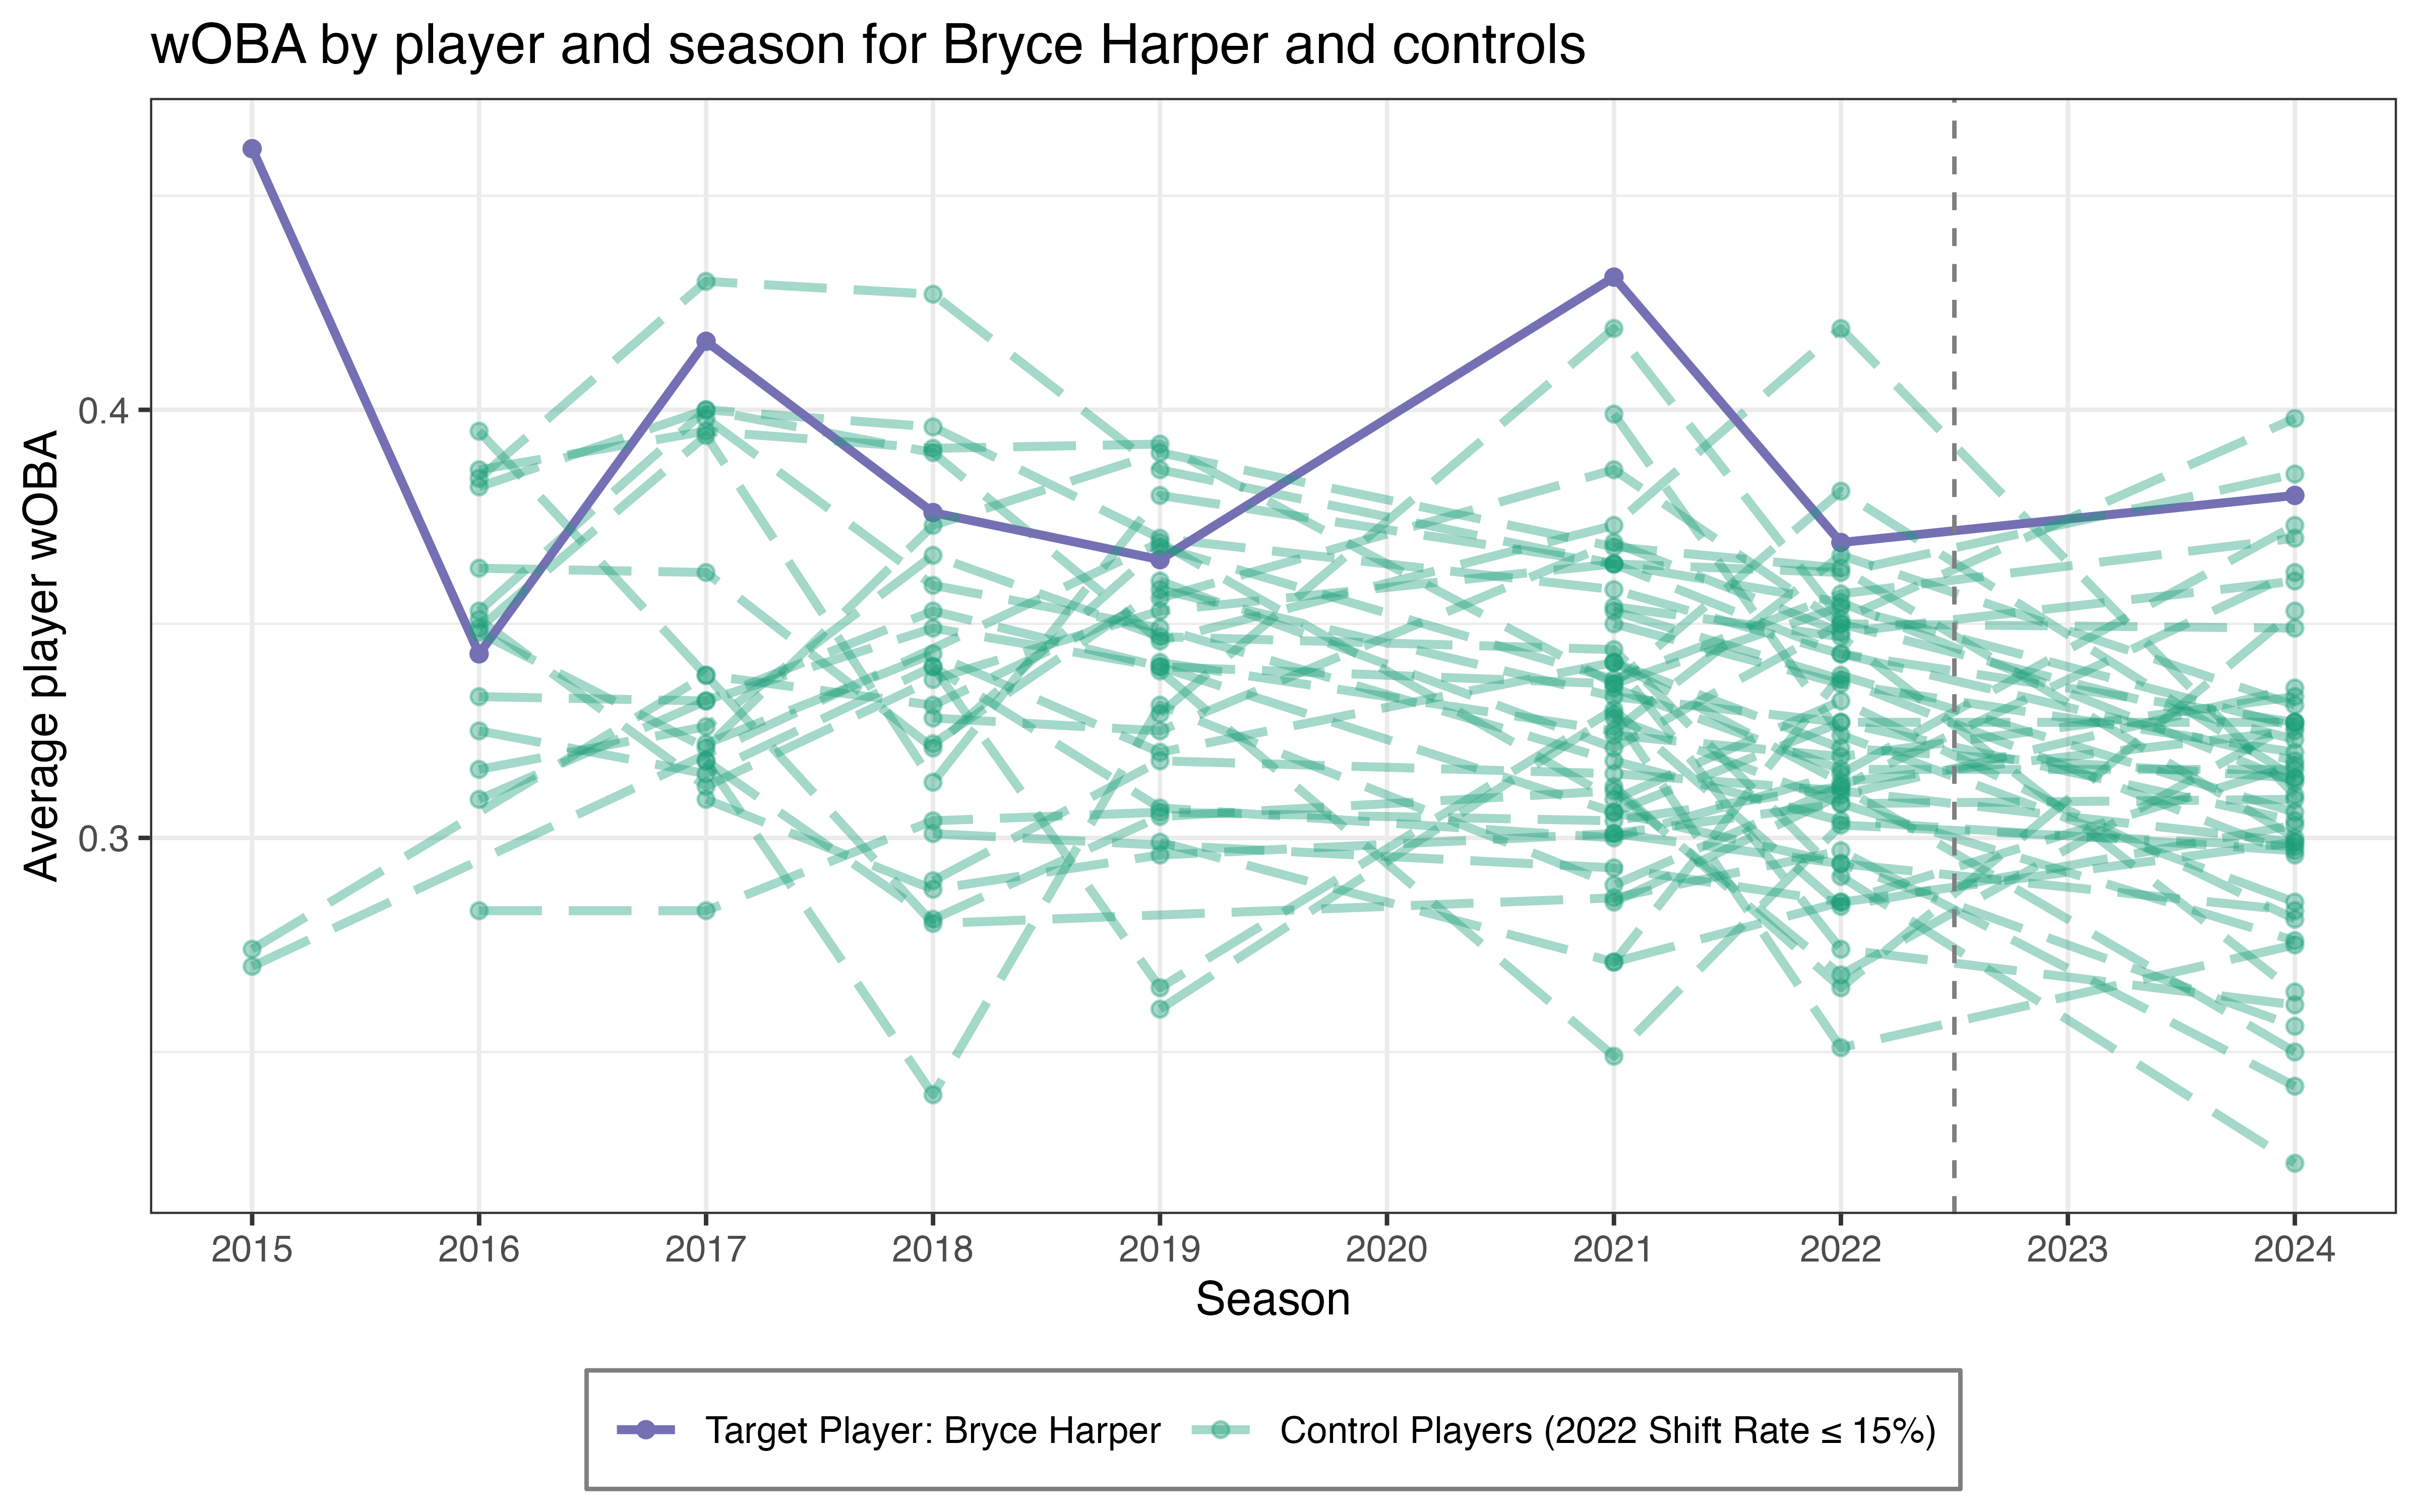 wOBA by player and season for Bryce Harper and controls
Average player wOBA
0.4
0.3
2015 2016 2017 2018 2019 2020 2021 2022 2023 2024
Season
Target Player: Bryce Harper Control Players (2022 Shift Rate ≤ 15%)